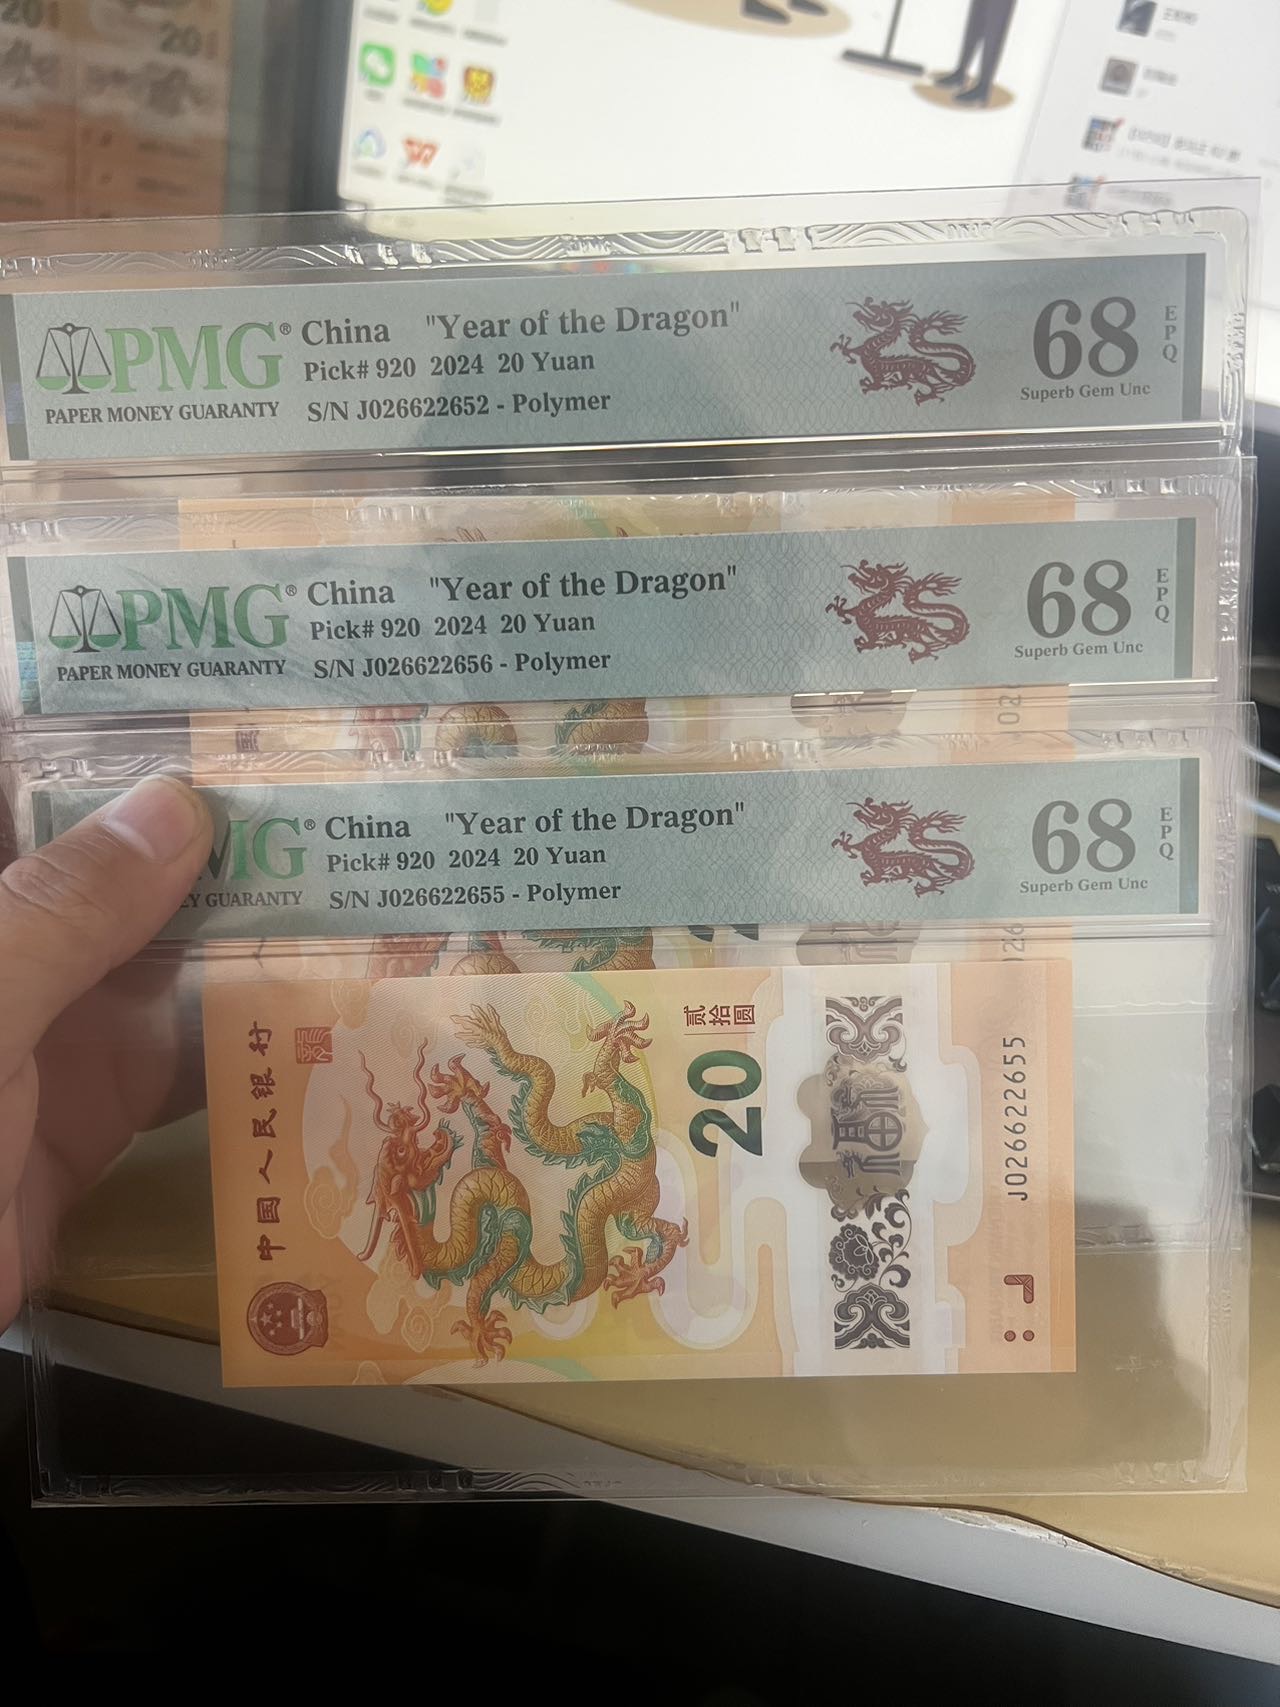 PMG® China "Year of the Dragon"
Pick# 920 2024 20 Yuan
PAPER MONEY GUARANTY S/N J026622652 - Polymer
68 EPQ
Superb Gem Unc
PMG® China "Year of the Dragon"
Pick# 920 2024 20 Yuan
PAPER MONEY GUARANTY S/N J026622656 - Polymer
68 EPQ
Superb Gem Unc
J02
MG® China "Year of the Dragon"
Pick# 920 2024 20 Yuan
EY GUARANTY S/N J026622655 - Polymer
68 EPQ
Superb Gem Unc
中国人民银行
贰拾圆
20
J026622655